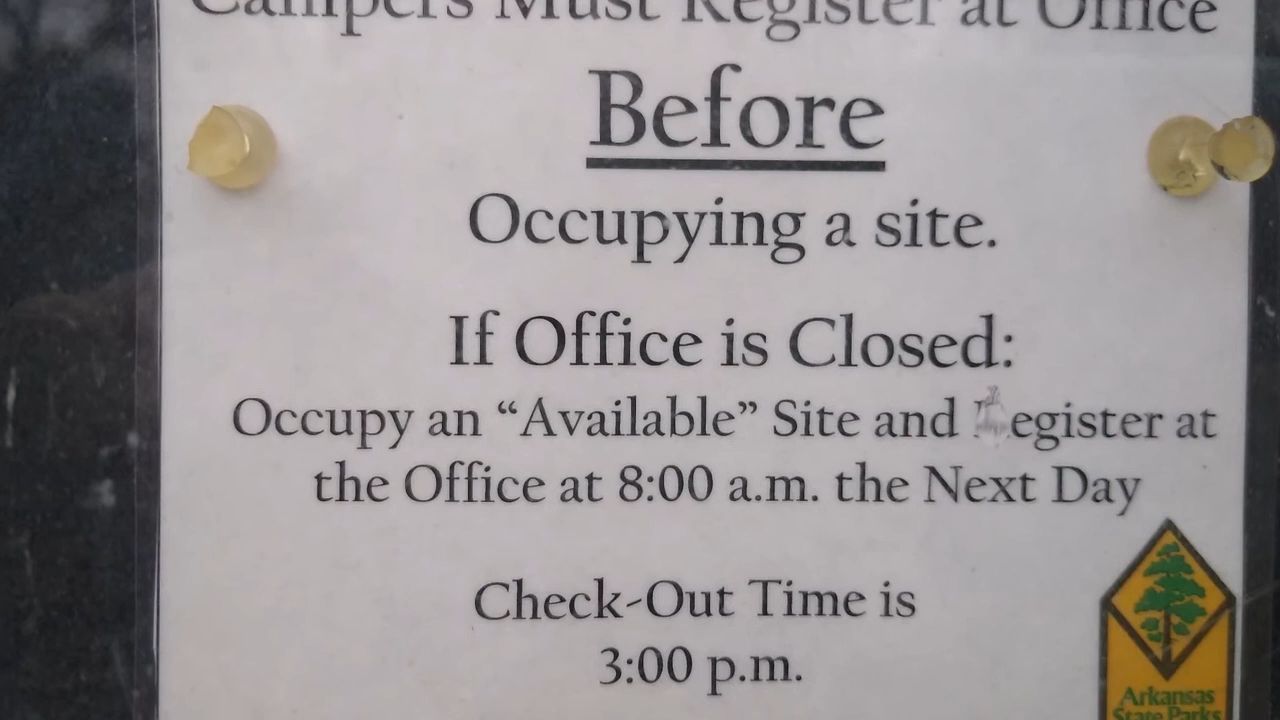 Campers Must Register at Office
Before
Occupying a site.
If Office is Closed:
Occupy an “Available” Site and Register at
the Office at 8:00 a.m. the Next Day
Check-Out Time is
3:00 p.m.
Arkansas
State Parks